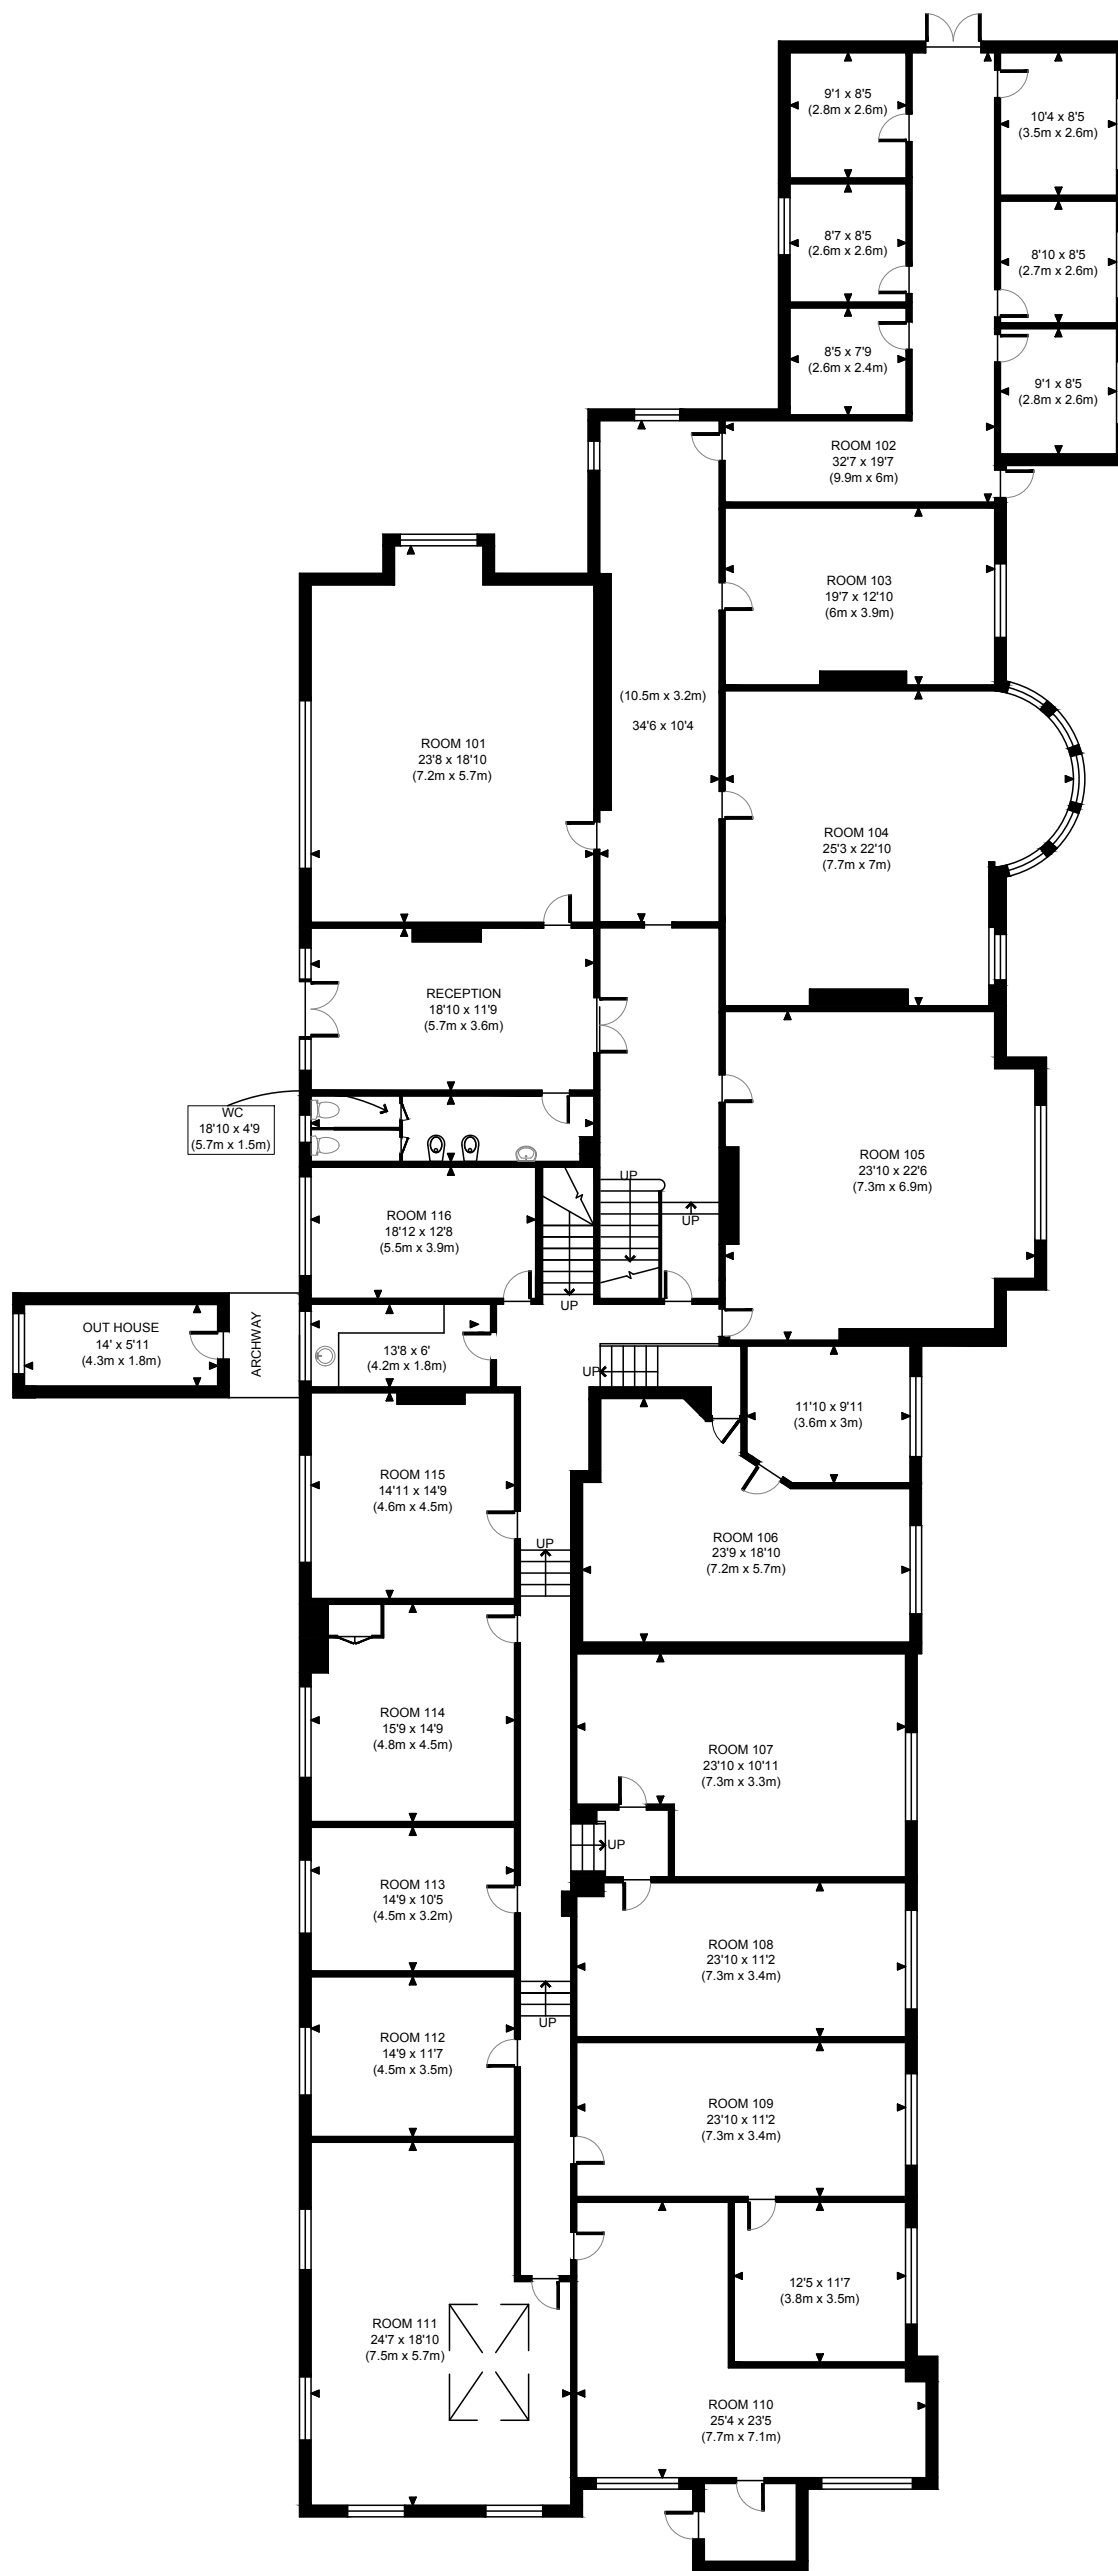 9'1 x 8'5
(2.8m x 2.6m)
10'4 x 8'5
(3.5m x 2.6m)
8'7 x 8'5
(2.6m x 2.6m)
8'10 x 8'5
(2.7m x 2.6m)
8'5 x 7'9
(2.6m x 2.4m)
9'1 x 8'5
(2.8m x 2.6m)
ROOM 102
32'7 x 19'7
(9.9m x 6m)
ROOM 103
19'7 x 12'10
(6m x 3.9m)
(10.5m x 3.2m)
34'6 x 10'4
ROOM 101
23'8 x 18'10
(7.2m x 5.7m)
ROOM 104
25'3 x 22'10
(7.7m x 7m)
RECEPTION
18'10 x 11'9
(5.7m x 3.6m)
WC
18'10 x 4'9
(5.7m x 1.5m)
ROOM 105
23'10 x 22'6
(7.3m x 6.9m)
UP
UP
ROOM 116
18'12 x 12'8
(5.5m x 3.9m)
UP
OUT HOUSE
14' x 5'11
(4.3m x 1.8m)
ARCHWAY
13'8 x 6'
(4.2m x 1.8m)
UP
11'10 x 9'11
(3.6m x 3m)
ROOM 115
14'11 x 14'9
(4.6m x 4.5m)
UP
ROOM 106
23'9 x 18'10
(7.2m x 5.7m)
ROOM 114
15'9 x 14'9
(4.8m x 4.5m)
ROOM 107
23'10 x 10'11
(7.3m x 3.3m)
UP
ROOM 113
14'9 x 10'5
(4.5m x 3.2m)
ROOM 108
23'10 x 11'2
(7.3m x 3.4m)
UP
ROOM 112
14'9 x 11'7
(4.5m x 3.5m)
ROOM 109
23'10 x 11'2
(7.3m x 3.4m)
12'5 x 11'7
(3.8m x 3.5m)
ROOM 111
24'7 x 18'10
(7.5m x 5.7m)
ROOM 110
25'4 x 23'5
(7.7m x 7.1m)